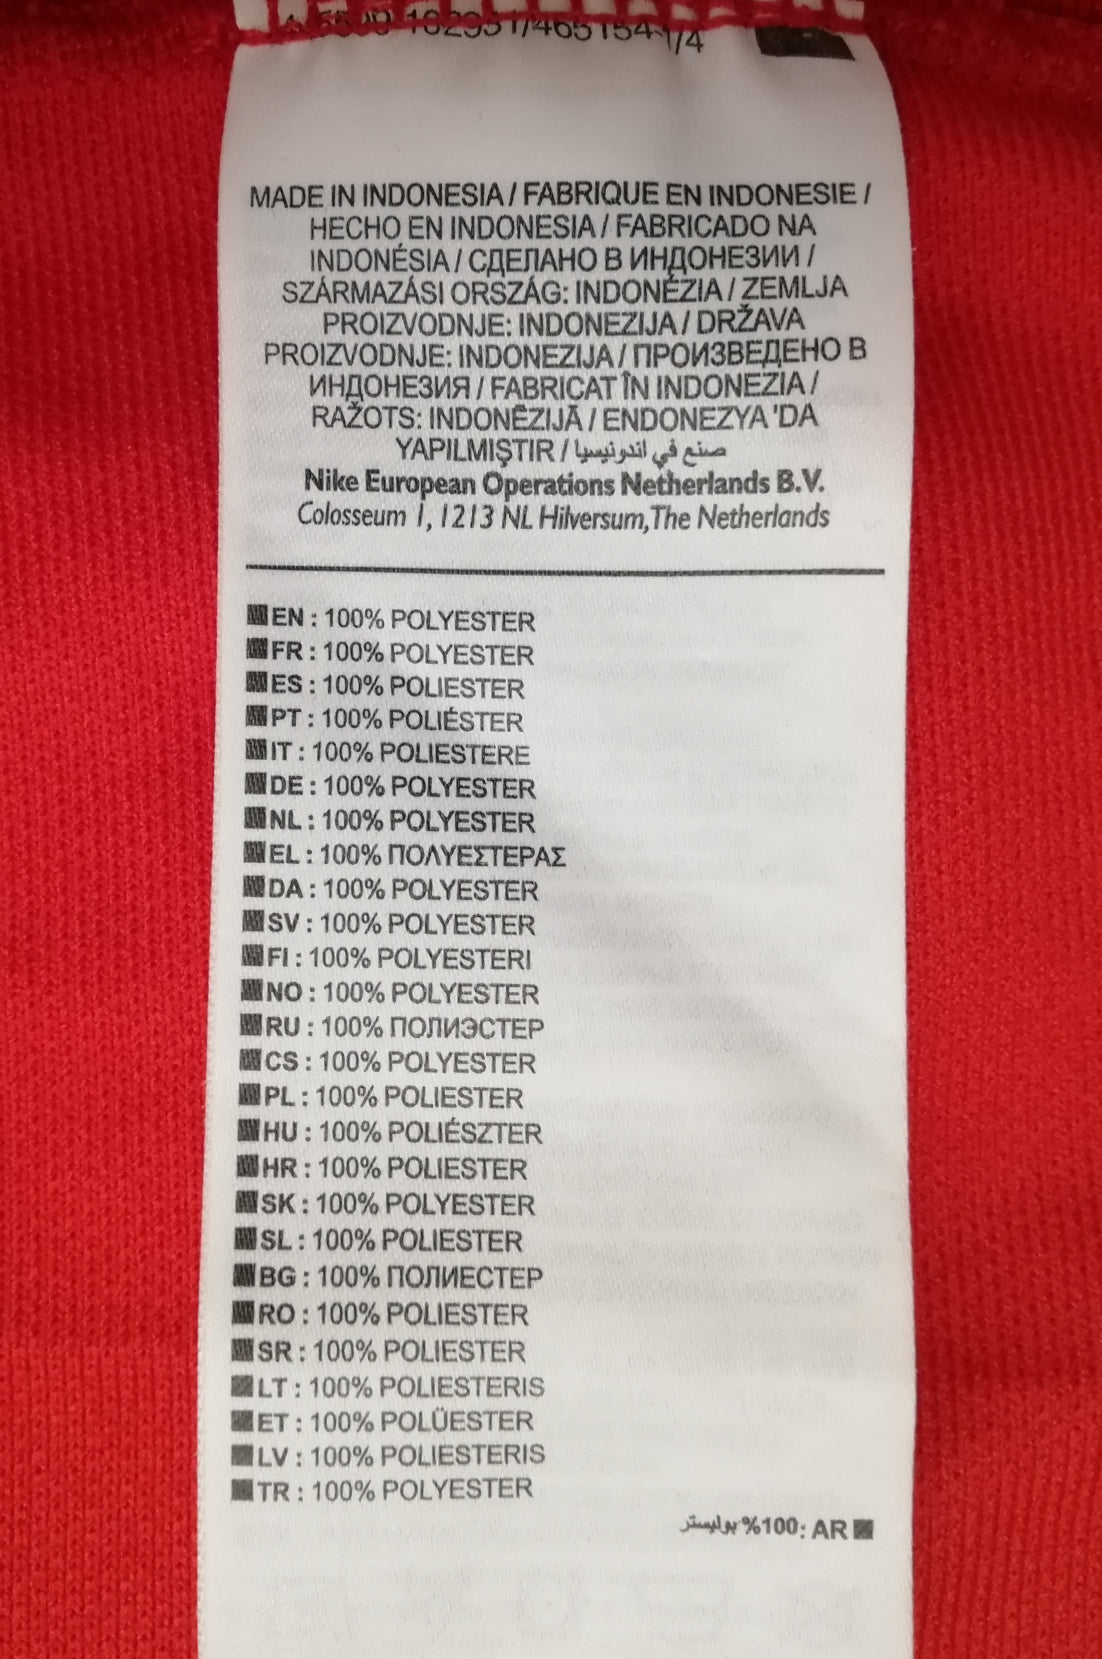 162951/465154 1/4
MADE IN INDONESIA / FABRIQUE EN INDONESIE /
HECHO EN INDONESIA / FABRICADO NA
INDONÉSIA / СДЕЛАНО В ИНДОНЕЗИИ /
SZÁRMAZÁSI ORSZÁG: INDONÉZIA / ZEMLJA
PROIZVODNJE: INDONEZIJA / DRŽAVA
PROIZVODNJE: INDONEZIJA / ПРОИЗВЕДЕНО В
ИНДОНЕЗИЯ / FABRICAT ÎN INDONEZIA /
RAŽOTS: INDONĒZIJĀ / ENDONEZYA 'DA
YAPILMIŞTIR / صنع في اندونيسيا
Nike European Operations Netherlands B.V.
Colosseum 1, 1213 NL Hilversum, The Netherlands
EN : 100% POLYESTER
FR : 100% POLYESTER
ES : 100% POLIESTER
PT : 100% POLIÉSTER
IT : 100% POLIESTERE
DE : 100% POLYESTER
NL : 100% POLYESTER
EL : 100% ΠΟΛΥΕΣΤΕΡΑΣ
DA : 100% POLYESTER
SV : 100% POLYESTER
FI : 100% POLYESTERI
NO : 100% POLYESTER
RU : 100% ПОЛИЭСТЕР
CS : 100% POLYESTER
PL : 100% POLIESTER
HU : 100% POLIÉSZTER
HR : 100% POLIESTER
SK : 100% POLYESTER
SL : 100% POLIESTER
BG : 100% ПОЛИЕСТЕР
RO : 100% POLIESTER
SR : 100% POLIESTER
LT : 100% POLIESTERIS
ET : 100% POLÜESTER
LV : 100% POLIESTERIS
TR : 100% POLYESTER
AR :100% بوليستر